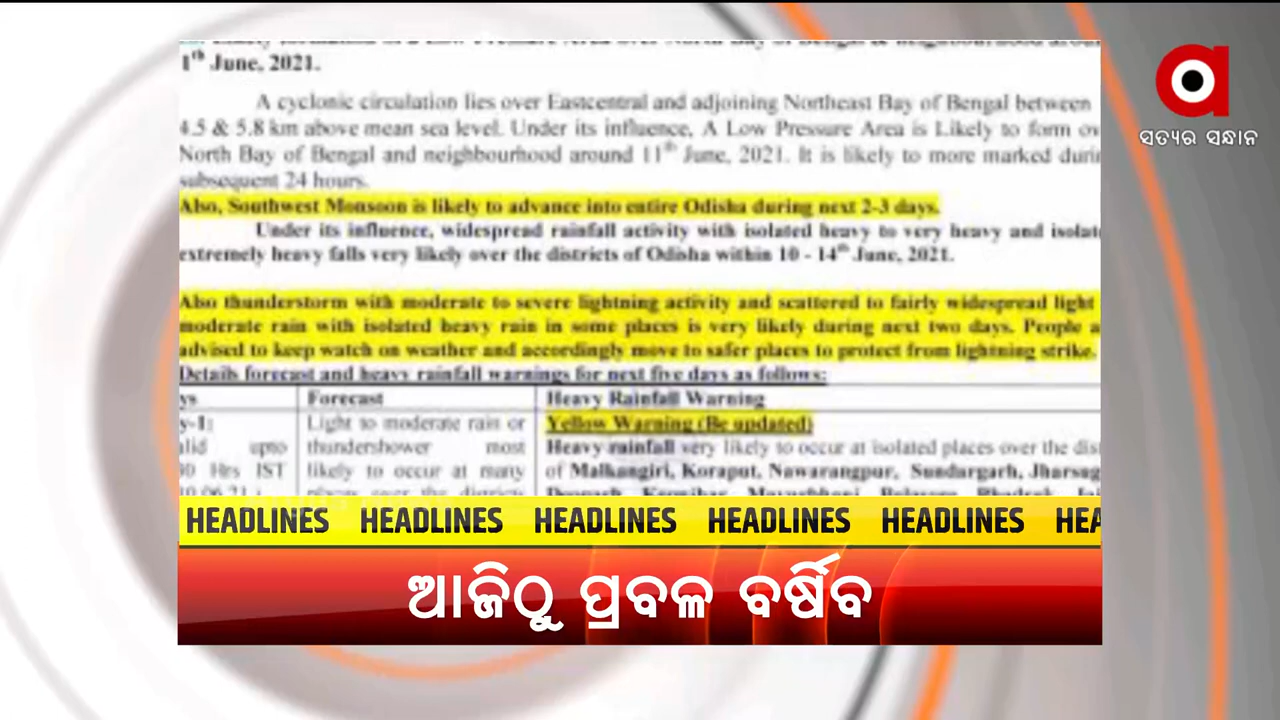 1th June, 2021.
A cyclonic circulation lies over Eastcentral and adjoining Northeast Bay of Bengal between
4.5 & 5.8 km above mean sea level. Under its influence, A Low Pressure Area is Likely to form ov
North Bay of Bengal and neighbourhood around 11th June, 2021. It is likely to more marked durin
subsequent 24 hours.
Also, Southwest Monsoon is likely to advance into entire Odisha during next 2-3 days.
Under its influence, widespread rainfall activity with isolated heavy to very heavy and isolat
extremely heavy falls very likely over the districts of Odisha within 10 - 14th June, 2021.
Also thunderstorm with moderate to severe lightning activity and scattered to fairly widespread light
moderate rain with isolated heavy rain in some places is very likely during next two days. People a
advised to keep watch on weather and accordingly move to safer places to protect from lightning strike.
Details forecast and heavy rainfall warnings for next five days as follows:
ys Forecast Heavy Rainfall Warning
y-1: Light to moderate rain or Yellow Warning (Be updated)
alid upto thundershower most Heavy rainfall very likely to occur at isolated places over the dist
Hrs IST likely to occur at many of Malkangiri, Koraput, Nawarangpur, Sundargarh, Jharsug
HEADLINES HEADLINES HEADLINES HEADLINES HEADLINES HEA
ଆଜିଠୁ ପ୍ରବଳ ବର୍ଷିବ
a
ସତ୍ୟର ସନ୍ଧାନ